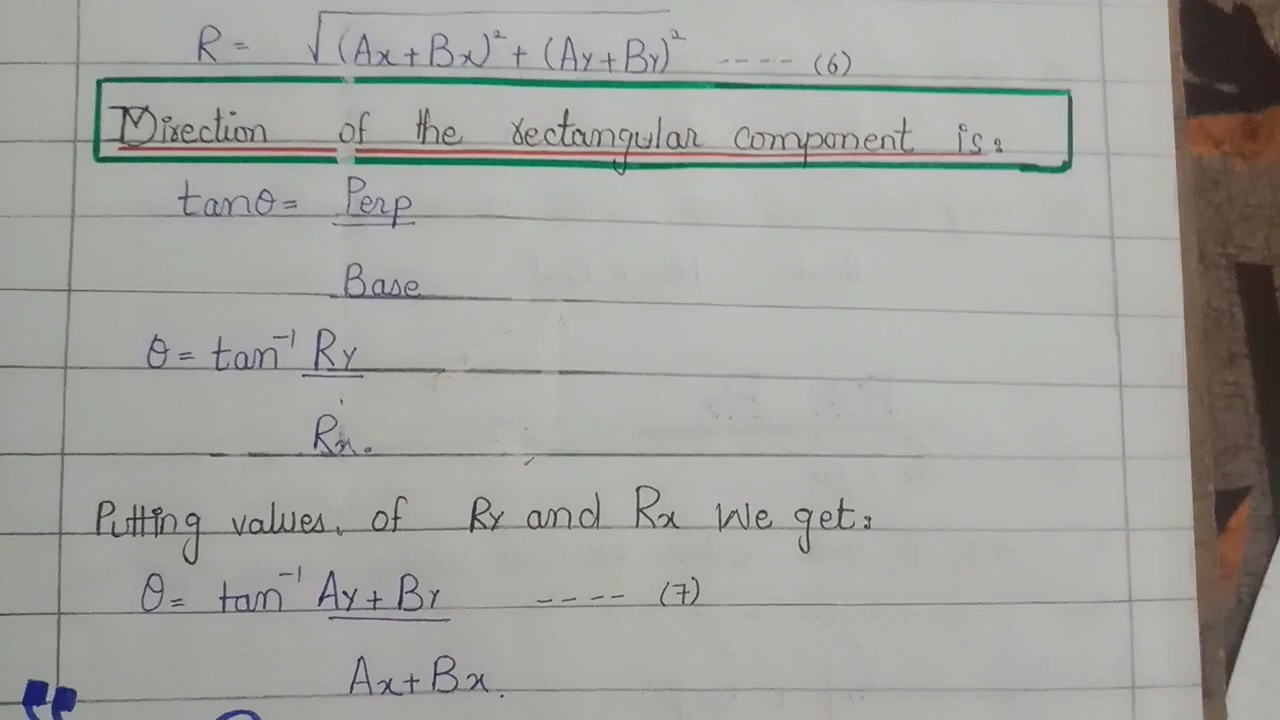 R = √(Ax+Bx)² + (Ay+By)² ---- (6)
Direction of the rectangular component is:
tanθ = Perp
Base
θ = tan⁻¹ Ry
Rx.
Putting values. of Ry and Rx We get:
θ = tan⁻¹ Ay + By ---- (7)
Ax + Bx.